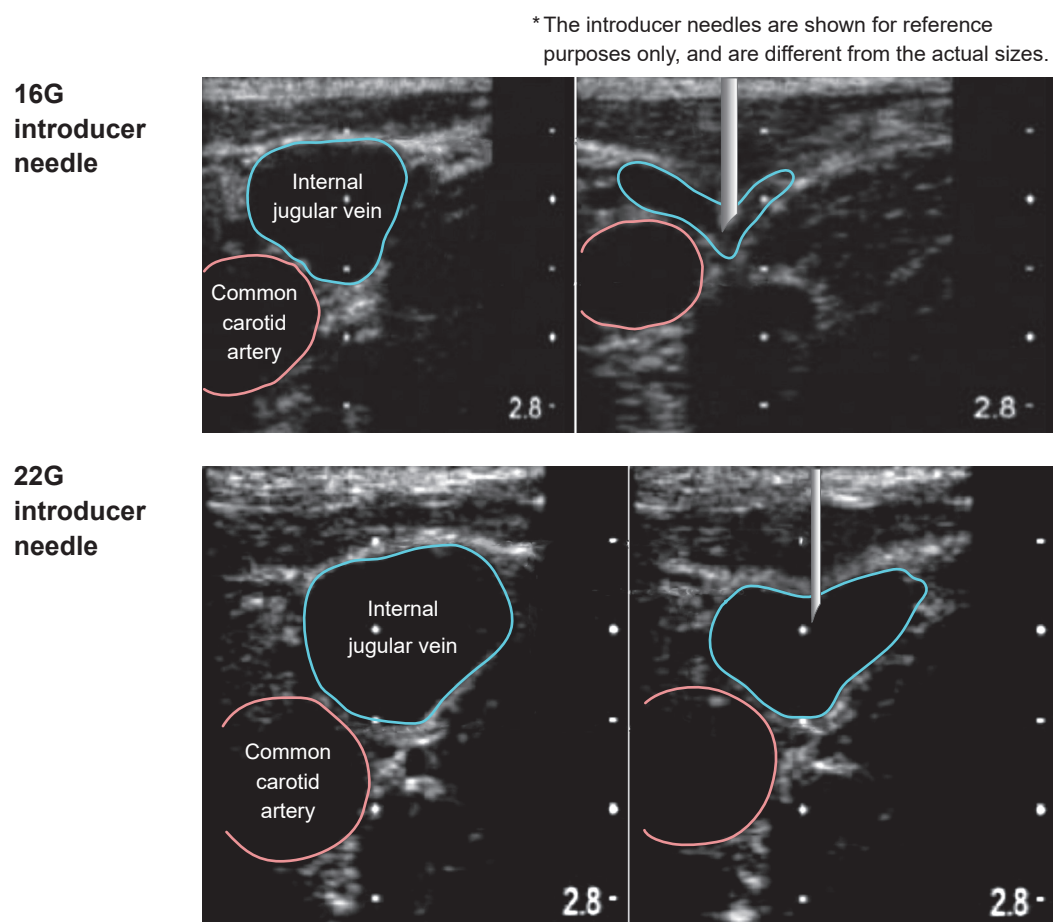 * The introducer needles are shown for reference
purposes only, and are different from the actual sizes.
16G
introducer
needle
Internal
jugular vein
Common
carotid
artery
2.8
2.8
22G
introducer
needle
Internal
jugular vein
Common
carotid
artery
2.8
2.8